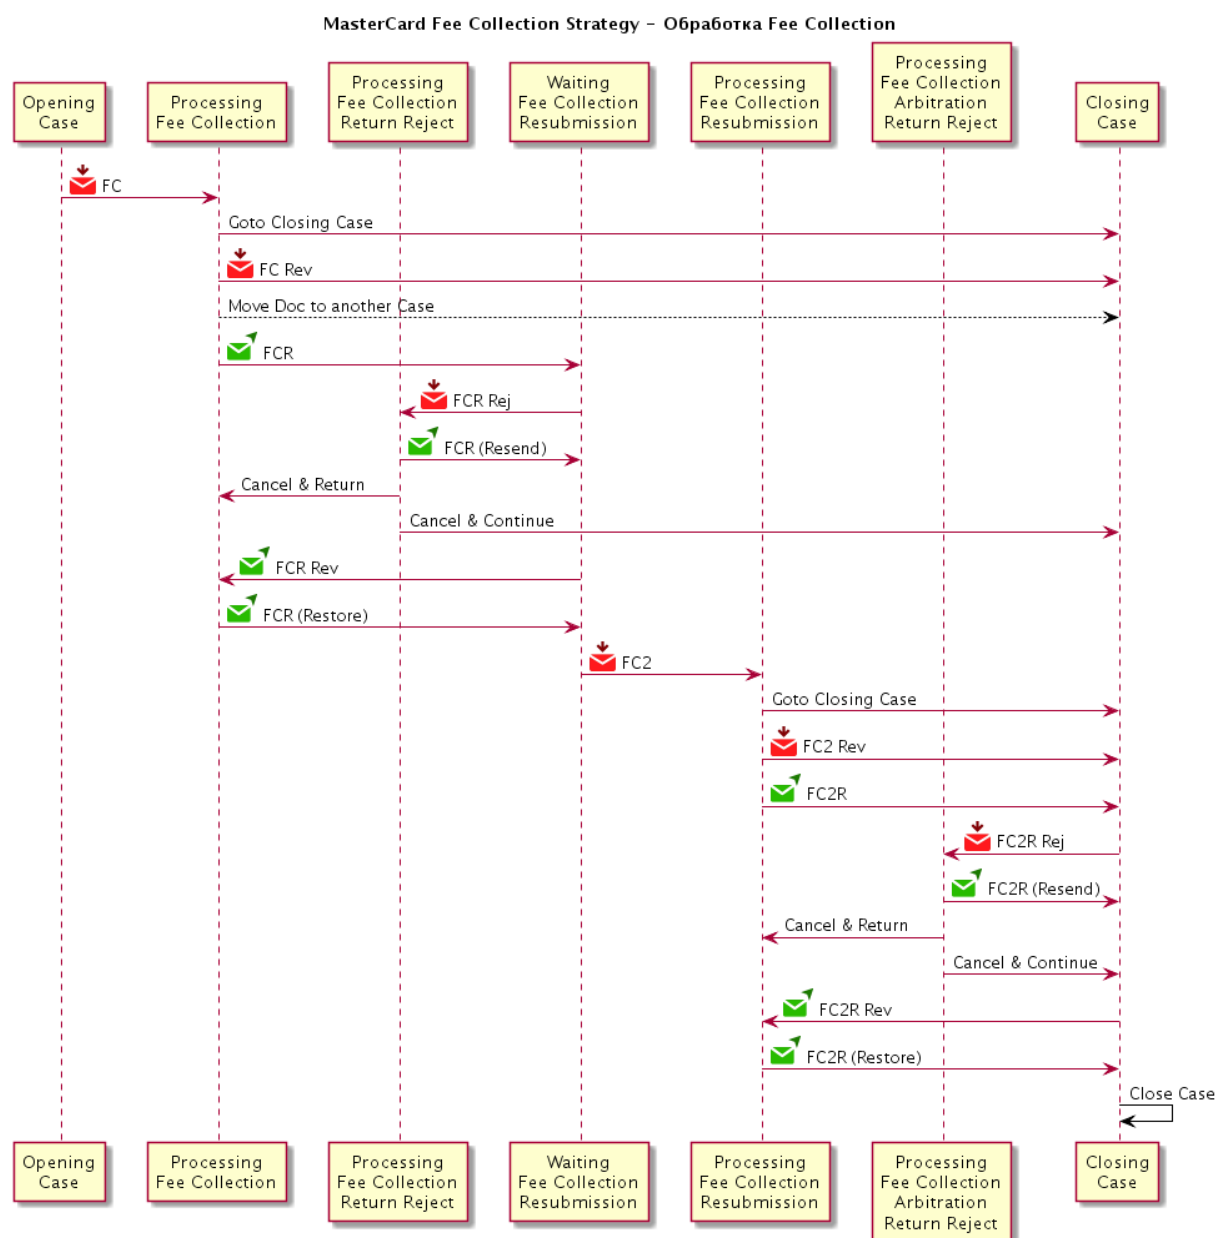 MasterCard Fee Collection Strategy - Обработка Fee Collection
Opening
Case
Processing
Fee Collection
Processing
Fee Collection
Return Reject
Waiting
Fee Collection
Resubmission
Processing
Fee Collection
Resubmission
Processing
Fee Collection
Arbitration
Return Reject
Closing
Case
FC
Goto Closing Case
FC Rev
Move Doc to another Case
FCR
FCR Rej
FCR (Resend)
Cancel & Return
Cancel & Continue
FCR Rev
FCR (Restore)
FC2
Goto Closing Case
FC2 Rev
FC2R
FC2R Rej
FC2R (Resend)
Cancel & Return
Cancel & Continue
FC2R Rev
FC2R (Restore)
Close Case
Opening
Case
Processing
Fee Collection
Processing
Fee Collection
Return Reject
Waiting
Fee Collection
Resubmission
Processing
Fee Collection
Resubmission
Processing
Fee Collection
Arbitration
Return Reject
Closing
Case